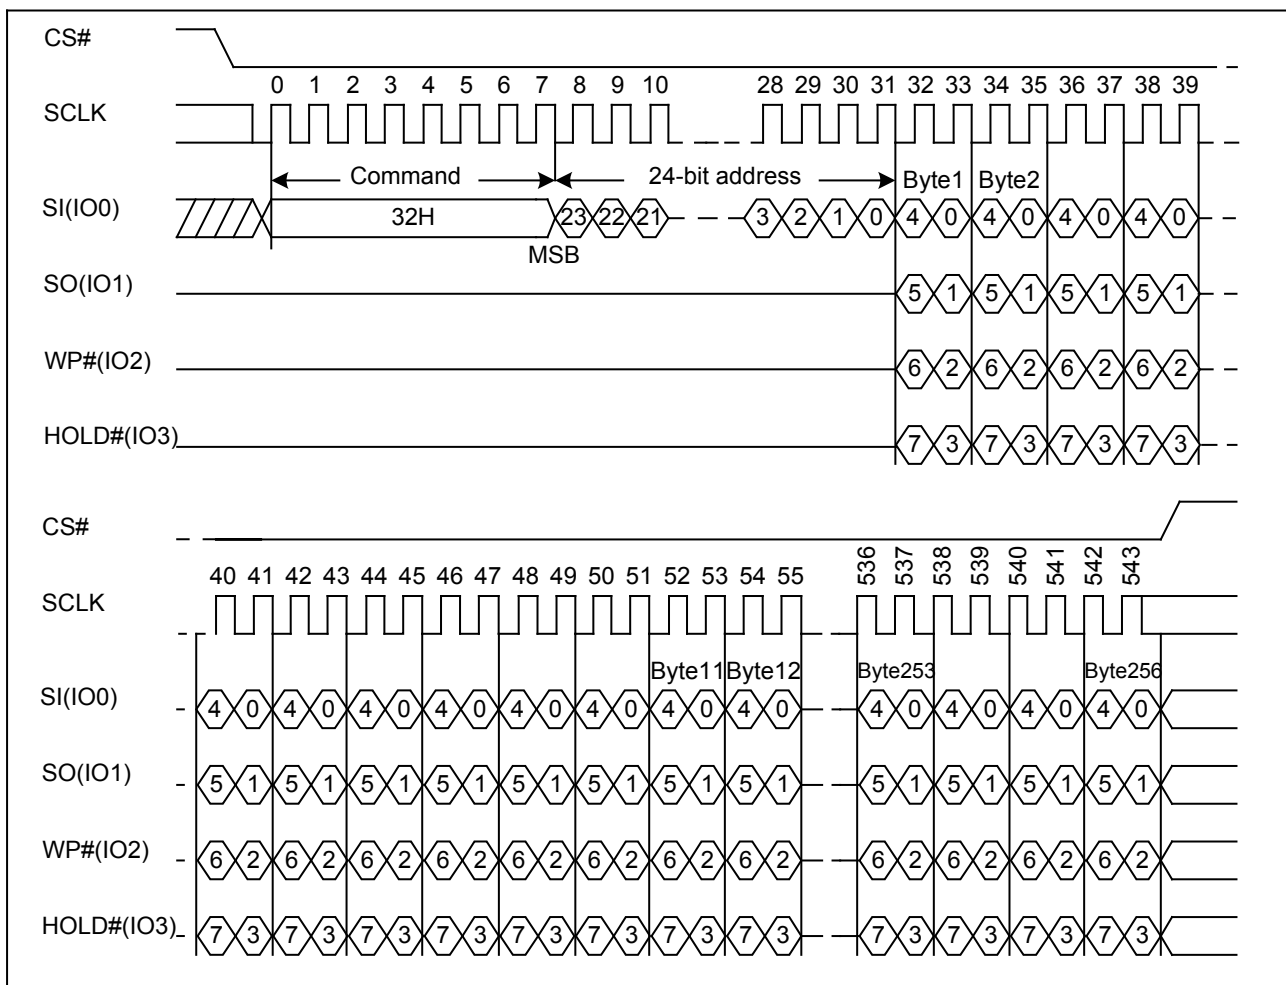 CS#
0 1 2 3 4 5 6 7 8 9 10 28 29 30 31 32 33 34 35 36 37 38 39
SCLK
Command 24-bit address Byte1 Byte2
SI(IO0) 32H 23 22 21 3 2 1 0 4 0 4 0 4 0 4 0
MSB
SO(IO1) 5 1 5 1 5 1 5 1
WP#(IO2) 6 2 6 2 6 2 6 2
HOLD#(IO3) 7 3 7 3 7 3 7 3
CS#
40 41 42 43 44 45 46 47 48 49 50 51 52 53 54 55 536 537 538 539 540 541 542 543
SCLK
Byte11 Byte12 Byte253 Byte256
SI(IO0) 4 0 4 0 4 0 4 0 4 0 4 0 4 0 4 0 4 0 4 0 4 0 4 0
SO(IO1) 5 1 5 1 5 1 5 1 5 1 5 1 5 1 5 1 5 1 5 1 5 1 5 1
WP#(IO2) 6 2 6 2 6 2 6 2 6 2 6 2 6 2 6 2 6 2 6 2 6 2 6 2
HOLD#(IO3) 7 3 7 3 7 3 7 3 7 3 7 3 7 3 7 3 7 3 7 3 7 3 7 3